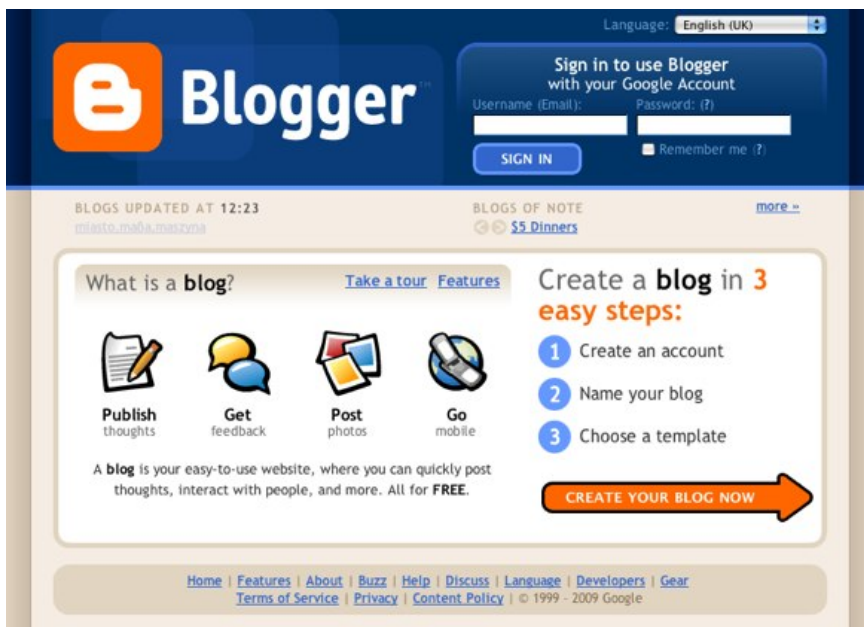 Language: English (UK)
Blogger™
Sign in to use Blogger
with your Google Account
Username (Email): Password: (?)
SIGN IN Remember me (?)
BLOGS UPDATED AT 12:23 BLOGS OF NOTE more »
$5 Dinners
What is a blog? Take a tour Features
Publish
thoughts
Get
feedback
Post
photos
Go
mobile
A blog is your easy-to-use website, where you can quickly post
thoughts, interact with people, and more. All for FREE.
Create a blog in 3
easy steps:
1 Create an account
2 Name your blog
3 Choose a template
CREATE YOUR BLOG NOW
Home | Features | About | Buzz | Help | Discuss | Language | Developers | Gear
Terms of Service | Privacy | Content Policy | © 1999 - 2009 Google